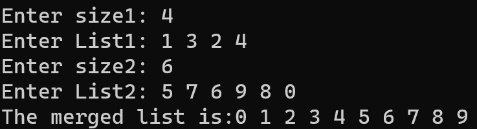 Enter size1: 4
Enter List1: 1 3 2 4
Enter size2: 6
Enter List2: 5 7 6 9 8 0
The merged list is:0 1 2 3 4 5 6 7 8 9